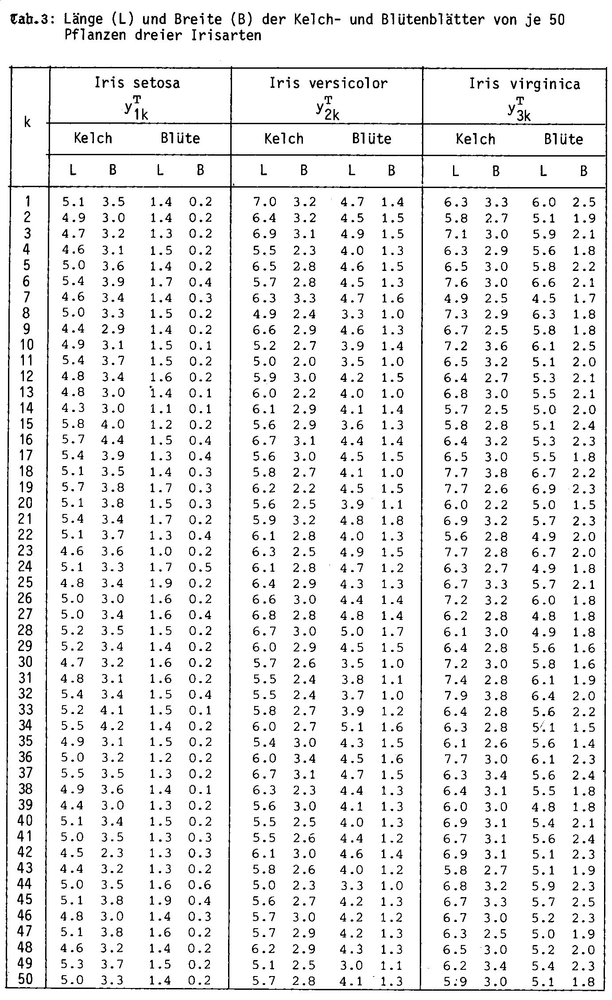 Tab.3: Länge (L) und Breite (B) der Kelch- und Blütenblätter von je 50
Pflanzen dreier Irisarten
k Iris setosa Iris versicolor Iris virginica
y^T_1k y^T_2k y^T_3k
Kelch Blüte Kelch Blüte Kelch Blüte
L B L B L B L B L B L B
1 5.1 3.5 1.4 0.2 7.0 3.2 4.7 1.4 6.3 3.3 6.0 2.5
2 4.9 3.0 1.4 0.2 6.4 3.2 4.5 1.5 5.8 2.7 5.1 1.9
3 4.7 3.2 1.3 0.2 6.9 3.1 4.9 1.5 7.1 3.0 5.9 2.1
4 4.6 3.1 1.5 0.2 5.5 2.3 4.0 1.3 6.3 2.9 5.6 1.8
5 5.0 3.6 1.4 0.2 6.5 2.8 4.6 1.5 6.5 3.0 5.8 2.2
6 5.4 3.9 1.7 0.4 5.7 2.8 4.5 1.3 7.6 3.0 6.6 2.1
7 4.6 3.4 1.4 0.3 6.3 3.3 4.7 1.6 4.9 2.5 4.5 1.7
8 5.0 3.3 1.5 0.2 4.9 2.4 3.3 1.0 7.3 2.9 6.3 1.8
9 4.4 2.9 1.4 0.2 6.6 2.9 4.6 1.3 6.7 2.5 5.8 1.8
10 4.9 3.1 1.5 0.1 5.2 2.7 3.9 1.4 7.2 3.6 6.1 2.5
11 5.4 3.7 1.5 0.2 5.0 2.0 3.5 1.0 6.5 3.2 5.1 2.0
12 4.8 3.4 1.6 0.2 5.9 3.0 4.2 1.5 6.4 2.7 5.3 2.1
13 4.8 3.0 1.4 0.1 6.0 2.2 4.0 1.0 6.8 3.0 5.5 2.1
14 4.3 3.0 1.1 0.1 6.1 2.9 4.1 1.4 5.7 2.5 5.0 2.0
15 5.8 4.0 1.2 0.2 5.6 2.9 3.6 1.3 5.8 2.8 5.1 2.4
16 5.7 4.4 1.5 0.4 6.7 3.1 4.4 1.4 6.4 3.2 5.3 2.3
17 5.4 3.9 1.3 0.4 5.6 3.0 4.5 1.5 6.5 3.0 5.5 1.8
18 5.1 3.5 1.4 0.3 5.8 2.7 4.1 1.0 7.7 3.8 6.7 2.2
19 5.7 3.8 1.7 0.3 6.2 2.2 4.5 1.5 7.7 2.6 6.9 2.3
20 5.1 3.8 1.5 0.3 5.6 2.5 3.9 1.1 6.0 2.2 5.0 1.5
21 5.4 3.4 1.7 0.2 5.9 3.2 4.8 1.8 6.9 3.2 5.7 2.3
22 5.1 3.7 1.3 0.4 6.1 2.8 4.0 1.3 5.6 2.8 4.9 2.0
23 4.6 3.6 1.0 0.2 6.3 2.5 4.9 1.5 7.7 2.8 6.7 2.0
24 5.1 3.3 1.7 0.5 6.1 2.8 4.7 1.2 6.3 2.7 4.9 1.8
25 4.8 3.4 1.9 0.2 6.4 2.9 4.3 1.3 6.7 3.3 5.7 2.1
26 5.0 3.0 1.6 0.2 6.6 3.0 4.4 1.4 7.2 3.2 6.0 1.8
27 5.0 3.4 1.6 0.4 6.8 2.8 4.8 1.4 6.2 2.8 4.8 1.8
28 5.2 3.5 1.5 0.2 6.7 3.0 5.0 1.7 6.1 3.0 4.9 1.8
29 5.2 3.4 1.4 0.2 6.0 2.9 4.5 1.5 6.4 2.8 5.6 1.6
30 4.7 3.2 1.6 0.2 5.7 2.6 3.5 1.0 7.2 3.0 5.8 1.6
31 4.8 3.1 1.6 0.2 5.5 2.4 3.8 1.1 7.4 2.8 6.1 1.9
32 5.4 3.4 1.5 0.4 5.5 2.4 3.7 1.0 7.9 3.8 6.4 2.0
33 5.2 4.1 1.5 0.1 5.8 2.7 3.9 1.2 6.4 2.8 5.6 2.2
34 5.5 4.2 1.4 0.2 6.0 2.7 5.1 1.6 6.3 2.8 5.1 1.5
35 4.9 3.1 1.5 0.2 5.4 3.0 4.3 1.5 6.1 2.6 5.6 1.4
36 5.0 3.2 1.2 0.2 6.0 3.4 4.5 1.6 7.7 3.0 6.1 2.3
37 5.5 3.5 1.3 0.2 6.7 3.1 4.7 1.5 6.3 3.4 5.6 2.4
38 4.9 3.6 1.4 0.1 6.3 2.3 4.4 1.3 6.4 3.1 5.5 1.8
39 4.4 3.0 1.3 0.2 5.6 3.0 4.1 1.3 6.0 3.0 4.8 1.8
40 5.1 3.4 1.5 0.2 5.5 2.5 4.0 1.3 6.9 3.1 5.4 2.1
41 5.0 3.5 1.3 0.3 5.5 2.6 4.4 1.2 6.7 3.1 5.6 2.4
42 4.5 2.3 1.3 0.3 6.1 3.0 4.6 1.4 6.9 3.1 5.1 2.3
43 4.4 3.2 1.3 0.2 5.8 2.6 4.0 1.2 5.8 2.7 5.1 1.9
44 5.0 3.5 1.6 0.6 5.0 2.3 3.3 1.0 6.8 3.2 5.9 2.3
45 5.1 3.8 1.9 0.4 5.6 2.7 4.2 1.3 6.7 3.3 5.7 2.5
46 4.8 3.0 1.4 0.3 5.7 3.0 4.2 1.2 6.7 3.0 5.2 2.3
47 5.1 3.8 1.6 0.2 5.7 2.9 4.2 1.3 6.3 2.5 5.0 1.9
48 4.6 3.2 1.4 0.2 6.2 2.9 4.3 1.3 6.5 3.0 5.2 2.0
49 5.3 3.7 1.5 0.2 5.1 2.5 3.0 1.1 6.2 3.4 5.4 2.3
50 5.0 3.3 1.4 0.2 5.7 2.8 4.1 1.3 5.9 3.0 5.1 1.8